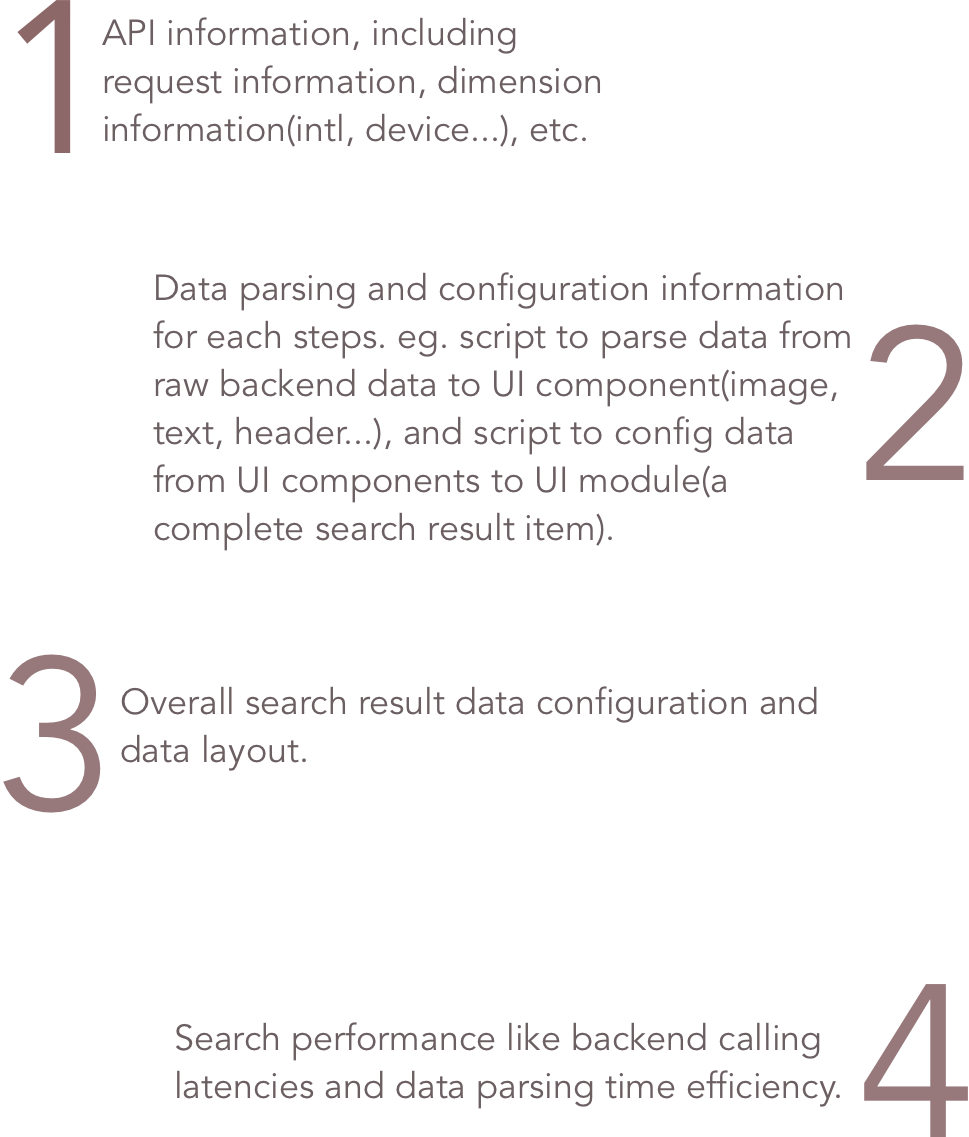 1
API information, including
request information, dimension
information(intl, device...), etc.
Data parsing and configuration information
for each steps. eg. script to parse data from
raw backend data to UI component(image,
text, header...), and script to config data
from UI components to UI module(a
complete search result item).
2
3
Overall search result data configuration and
data layout.
Search performance like backend calling
latencies and data parsing time efficiency.
4